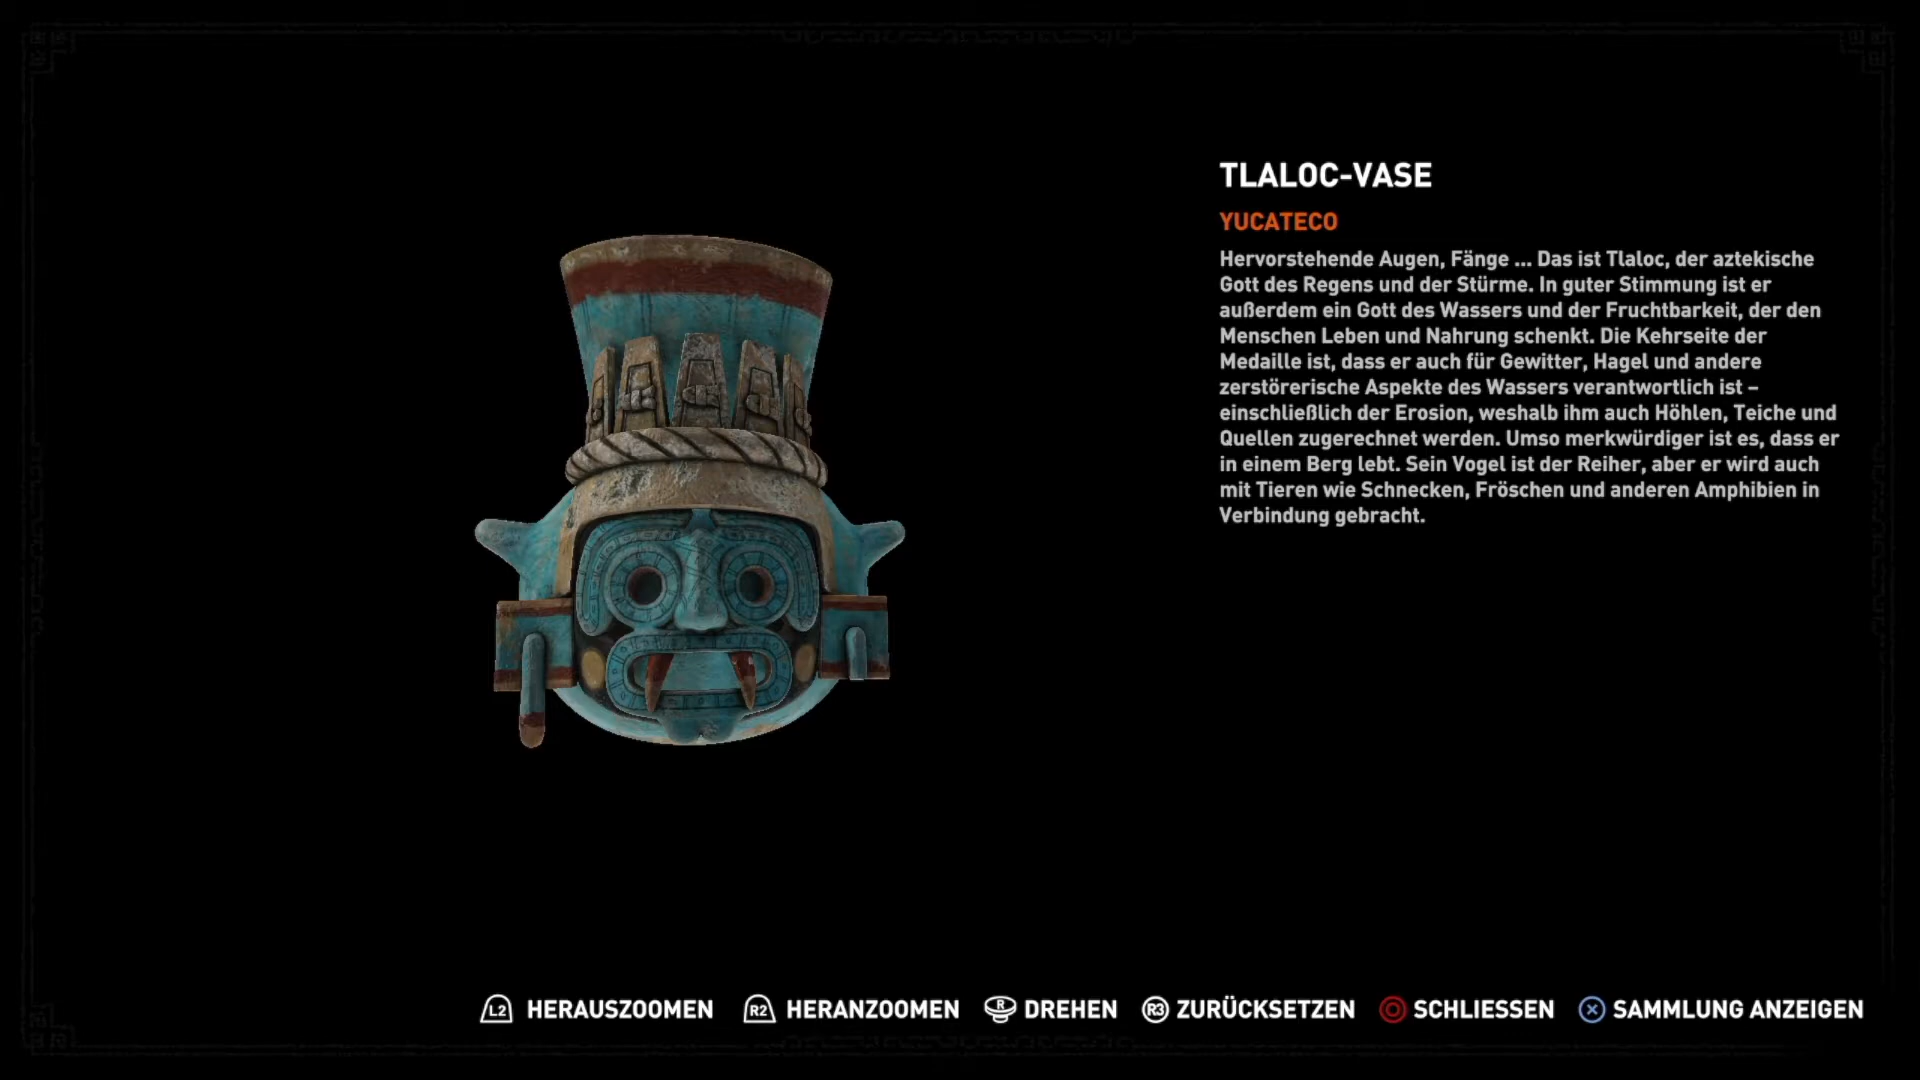 TLALOC-VASE
YUCATECO
Hervorstehende Augen, Fänge ... Das ist Tlaloc, der aztekische
Gott des Regens und der Stürme. In guter Stimmung ist er
außerdem ein Gott des Wassers und der Fruchtbarkeit, der den
Menschen Leben und Nahrung schenkt. Die Kehrseite der
Medaille ist, dass er auch für Gewitter, Hagel und andere
zerstörerische Aspekte des Wassers verantwortlich ist –
einschließlich der Erosion, weshalb ihm auch Höhlen, Teiche und
Quellen zugerechnet werden. Umso merkwürdiger ist es, dass er
in einem Berg lebt. Sein Vogel ist der Reiher, aber er wird auch
mit Tieren wie Schnecken, Fröschen und anderen Amphibien in
Verbindung gebracht.
L2 HERAUSZOOMEN R2 HERANZOOMEN R DREHEN R3 ZURÜCKSETZEN SCHLIESSEN SAMMLUNG ANZEIGEN